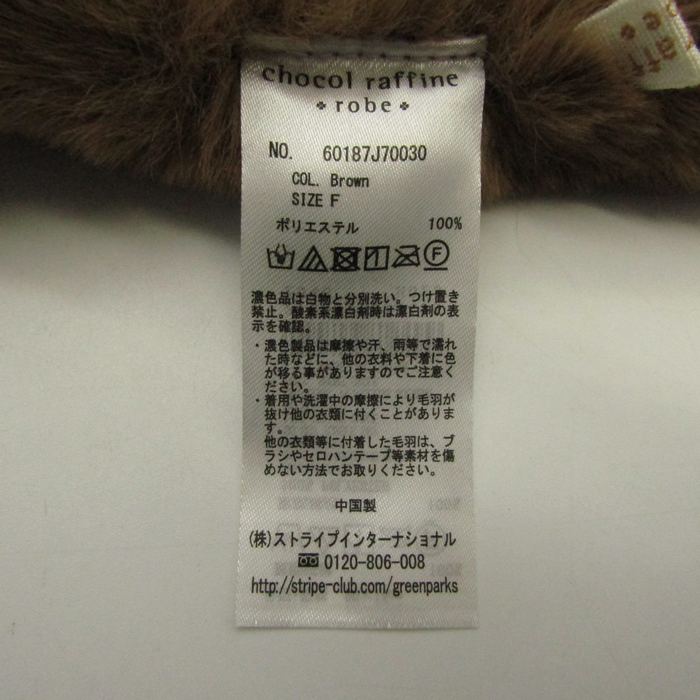 chocol raffine
robe
NO. 60187J70030
COL. Brown
SIZE F
ポリエステル 100%
F
濃色品は白物と分別洗い。つけ置き
禁止。酸素系漂白剤時は漂白剤の表
示を確認。
・濃色製品は摩擦や汗、雨等で濡れ
た時などに、他の衣料や下着に色
が移る事がありますのでご注意く
ださい。
・着用や洗濯中の摩擦により毛羽が
抜け他の衣類に付くことがありま
す。
他の衣類等に付着した毛羽は、ブ
ラシやセロハンテープ等素材を傷
めない方法でお取りください。
中国製
(株)ストライプインターナショナル
0120-806-008
http://stripe-club.com/greenparks